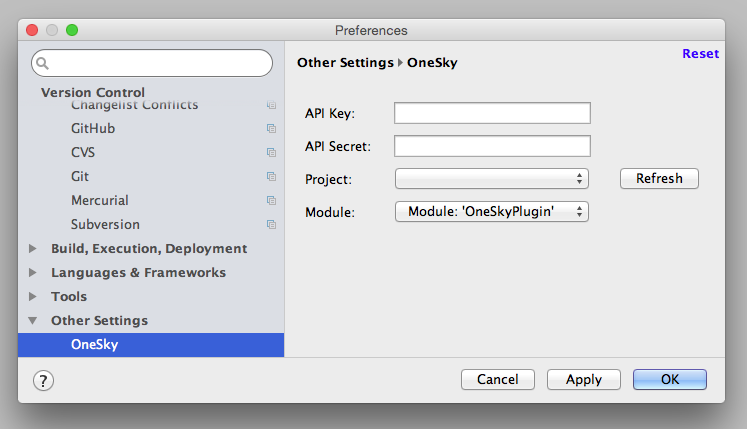 Preferences
Version Control
Changelist Conflicts
GitHub
CVS
Git
Mercurial
Subversion
Build, Execution, Deployment
Languages & Frameworks
Tools
Other Settings
OneSky
Other Settings › OneSky
Reset
API Key:
API Secret:
Project:
Refresh
Module: Module: 'OneSkyPlugin'
?
Cancel
Apply
OK